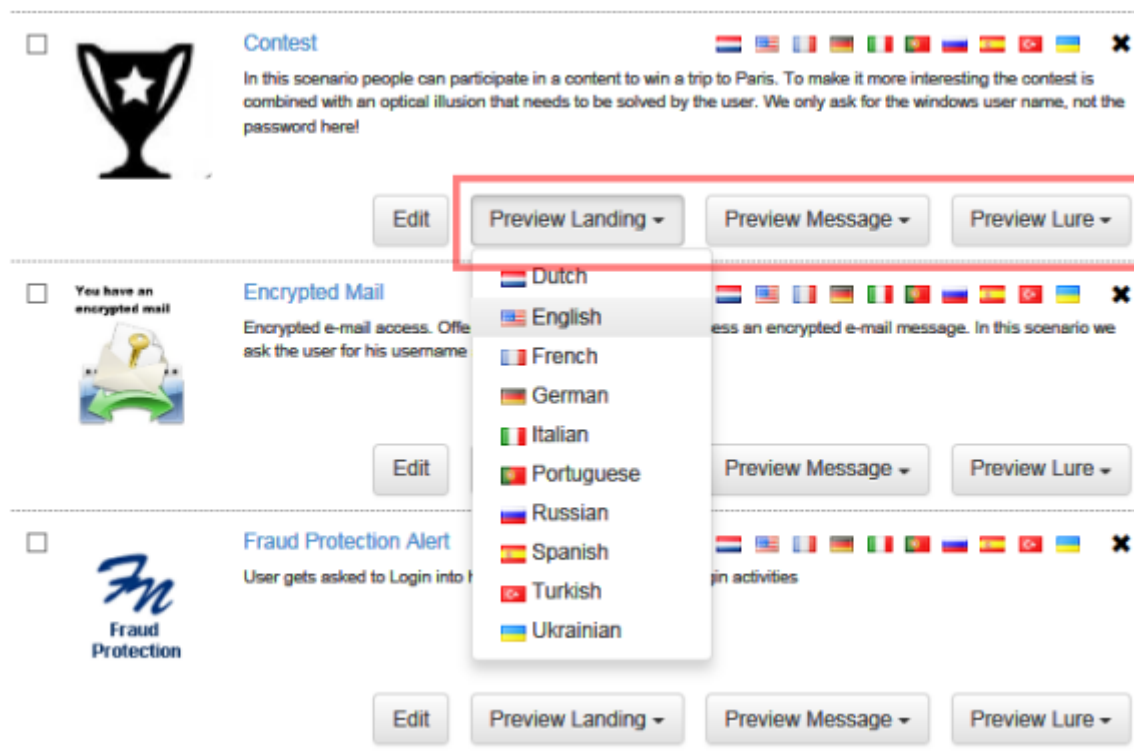 Contest
In this scenario people can participate in a content to win a trip to Paris. To make it more interesting the contest is
combined with an optical illusion that needs to be solved by the user. We only ask for the windows user name, not the
password here!
Edit Preview Landing Preview Message Preview Lure
Dutch
You have an
encrypted mail
Encrypted Mail
English
Encrypted e-mail access. Offe ess an encrypted e-mail message. In this scenario we
ask the user for his username
French
German
Italian
Edit Preview Message Preview Lure
Portuguese
Russian
Fraud Protection Alert
Spanish
User gets asked to Login into h gin activities
Turkish
FN
Fraud
Protection
Ukrainian
Edit Preview Landing Preview Message Preview Lure